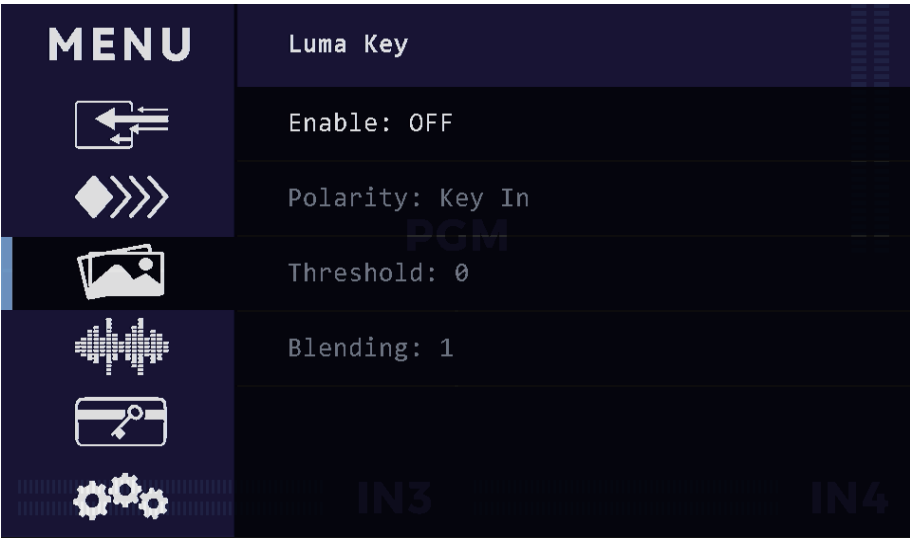 MENU
Luma Key
Enable: OFF
Polarity: Key In
PGM
Threshold: 0
Blending: 1
IN3
IN4